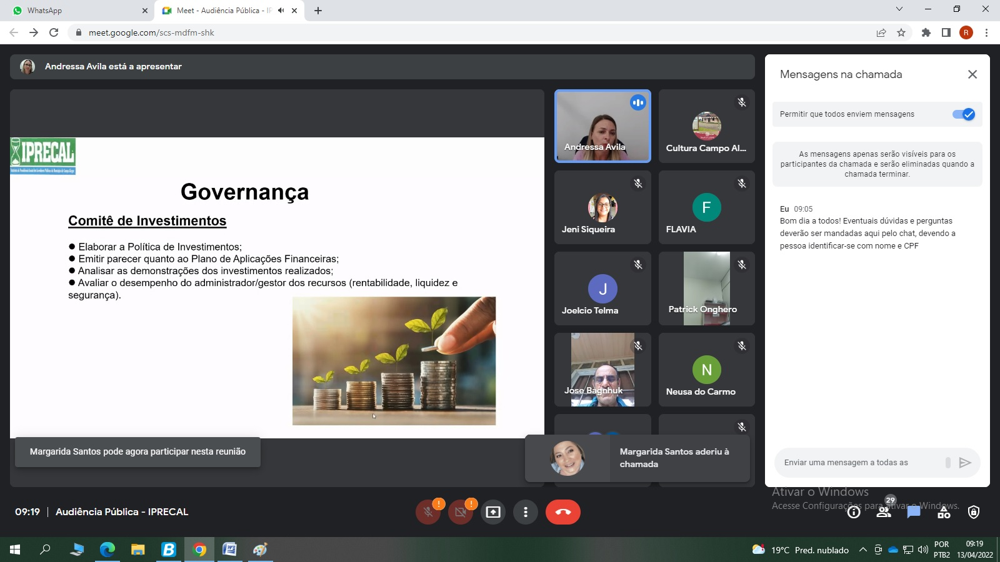 WhatsApp
Meet - Audiência Pública - IP
meet.google.com/scs-mdfm-shk
R
Andressa Avila está a apresentar
IPRECAL
Governança
Comitê de Investimentos
● Elaborar a Política de Investimentos;
● Emitir parecer quanto ao Plano de Aplicações Financeiras;
● Analisar as demonstrações dos investimentos realizados;
● Avaliar o desempenho do administrador/gestor dos recursos (rentabilidade, liquidez e
segurança).
Margarida Santos pode agora participar nesta reunião
Andressa Avila
Cultura Campo Al...
Jeni Siqueira
F
FLAVIA
J
Joelcio Telma
Patrick Onghero
Jose Bagnhuk
N
Neusa do Carmo
Margarida Santos aderiu à
chamada
Mensagens na chamada
Permitir que todos enviem mensagens
As mensagens apenas serão visíveis para os
participantes da chamada e serão eliminadas quando a
chamada terminar.
Eu 09:05
Bom dia a todos! Eventuais dúvidas e perguntas
deverão ser mandadas aqui pelo chat, devendo a
pessoa identificar-se com nome e CPF
Enviar uma mensagem a todas as
Ativar o Windows
Acesse Configurações para ativar o Windows.
09:19 | Audiência Pública - IPRECAL
29
19°C Pred. nublado
POR
PTB2
09:19
13/04/2022